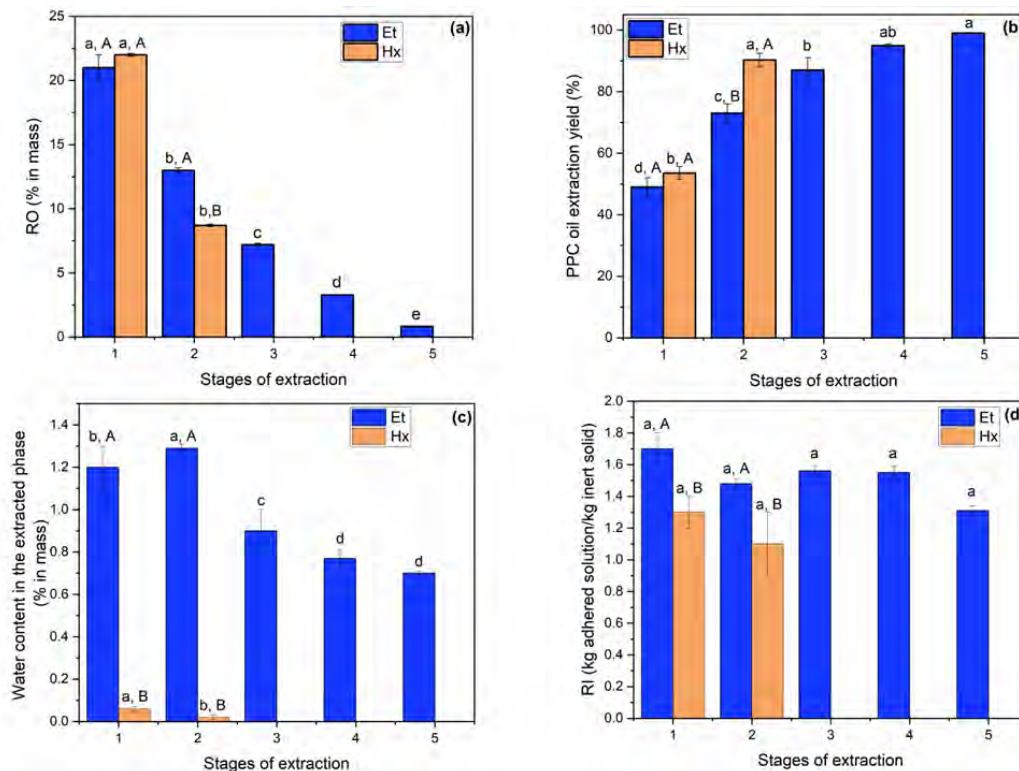 (a)
Et
Hx
RO (% in mass)
25
20
15
10
5
0
a, A
a, A
b, A
b,B
c
d
e
1 2 3 4 5
Stages of extraction
(b
Et
Hx
PPC oil extraction yield (%)
100
80
60
40
20
0
d, A
b, A
c, B
a, A
b
ab
a
1 2 3 4 5
Stages of extraction
(c)
Et
Hx
Water content in the extracted phase
(% in mass)
1.4
1.2
1.0
0.8
0.6
0.4
0.2
0.0
b, A
a, B
a, A
b, B
c
d
d
1 2 3 4 5
Stages of extraction
(d
Et
Hx
RI (kg adhered solution/kg inert solid)
2.0
1.8
1.6
1.4
1.2
1.0
0.8
0.6
0.4
0.2
0.0
a, A
a, B
a, A
a, B
a
a
a
1 2 3 4 5
Stages of extraction